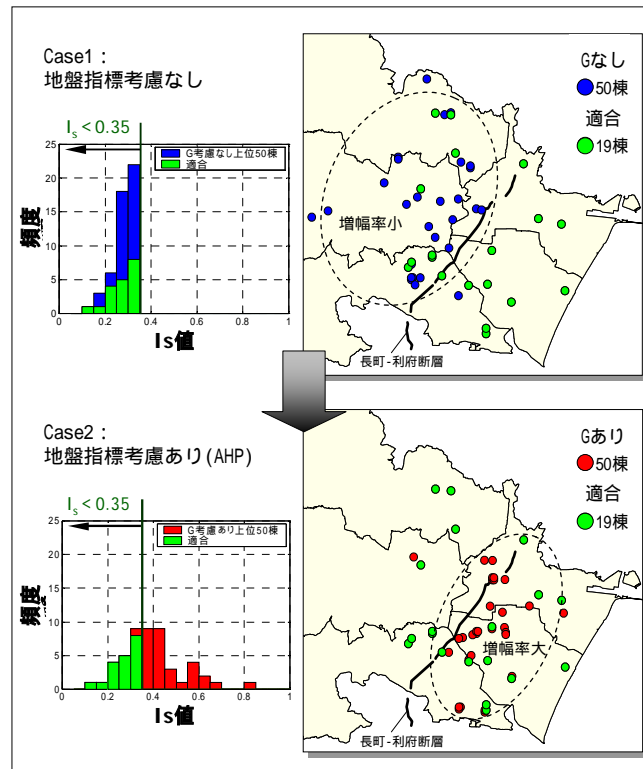 Case1：
地盤指標考慮なし
Is < 0.35
G考慮なし上位50棟
適合
25
20
15
10
5
0
頻度
0 0.2 0.4 0.6 0.8 1
Is値
Gなし
50棟
適合
19棟
増幅率小
長町-利府断層
Case2：
地盤指標考慮あり(AHP)
Is < 0.35
G考慮あり上位50棟
適合
25
20
15
10
5
0
頻度
0 0.2 0.4 0.6 0.8 1
Is値
Gあり
50棟
適合
19棟
増幅率大
長町-利府断層